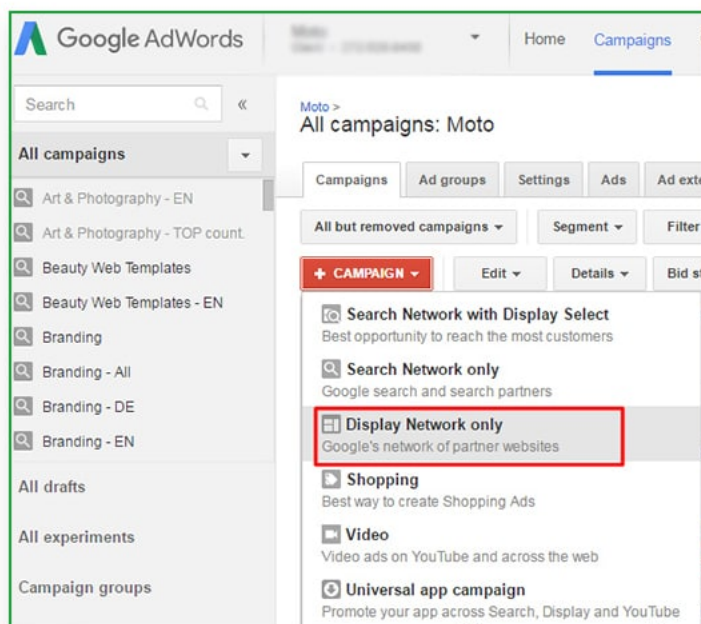 Google AdWords
Home
Campaigns
Search
«
All campaigns
Art & Photography - EN
Art & Photography - TOP count.
Beauty Web Templates
Beauty Web Templates - EN
Branding
Branding - All
Branding - DE
Branding - EN
All drafts
All experiments
Campaign groups
Moto >
All campaigns: Moto
Campaigns
Ad groups
Settings
Ads
Ad exte
All but removed campaigns
Segment
Filter
+ CAMPAIGN
Edit
Details
Bid st
Search Network with Display Select
Best opportunity to reach the most customers
Search Network only
Google search and search partners
Display Network only
Google's network of partner websites
Shopping
Best way to create Shopping Ads
Video
Video ads on YouTube and across the web
Universal app campaign
Promote your app across Search, Display and YouTube